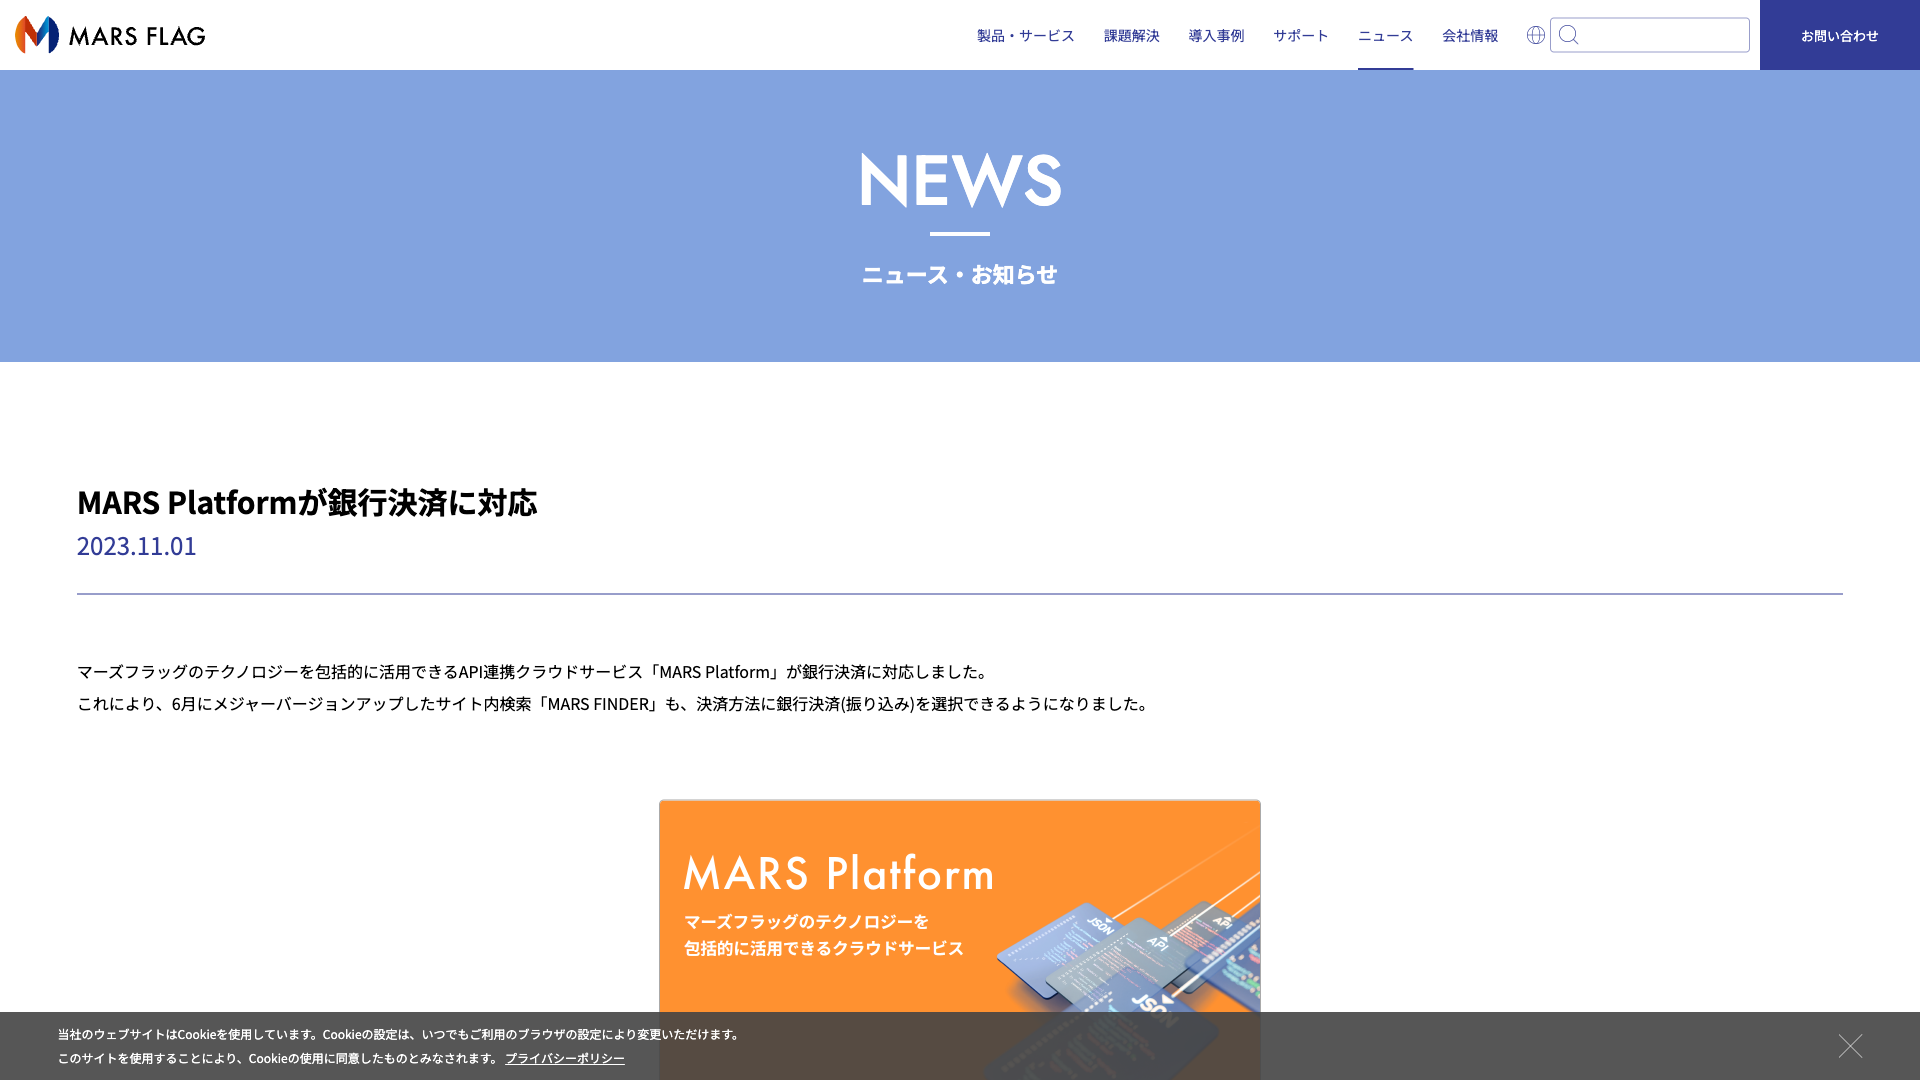 MARS FLAG
製品・サービス
課題解決
導入事例
サポート
ニュース
会社情報
お問い合わせ
NEWS
ニュース・お知らせ
MARS Platformが銀行決済に対応
2023.11.01
マーズフラッグのテクノロジーを包括的に活用できるAPI連携クラウドサービス「MARS Platform」が銀行決済に対応しました。
これにより、6月にメジャーバージョンアップしたサイト内検索「MARS FINDER」も、決済方法に銀行決済(振り込み)を選択できるようになりました。
MARS Platform
マーズフラッグのテクノロジーを
包括的に活用できるクラウドサービス
JSON
API
API
JSON
当社のウェブサイトはCookieを使用しています。Cookieの設定は、いつでもご利用のブラウザの設定により変更いただけます。
このサイトを使用することにより、Cookieの使用に同意したものとみなされます。 プライバシーポリシー